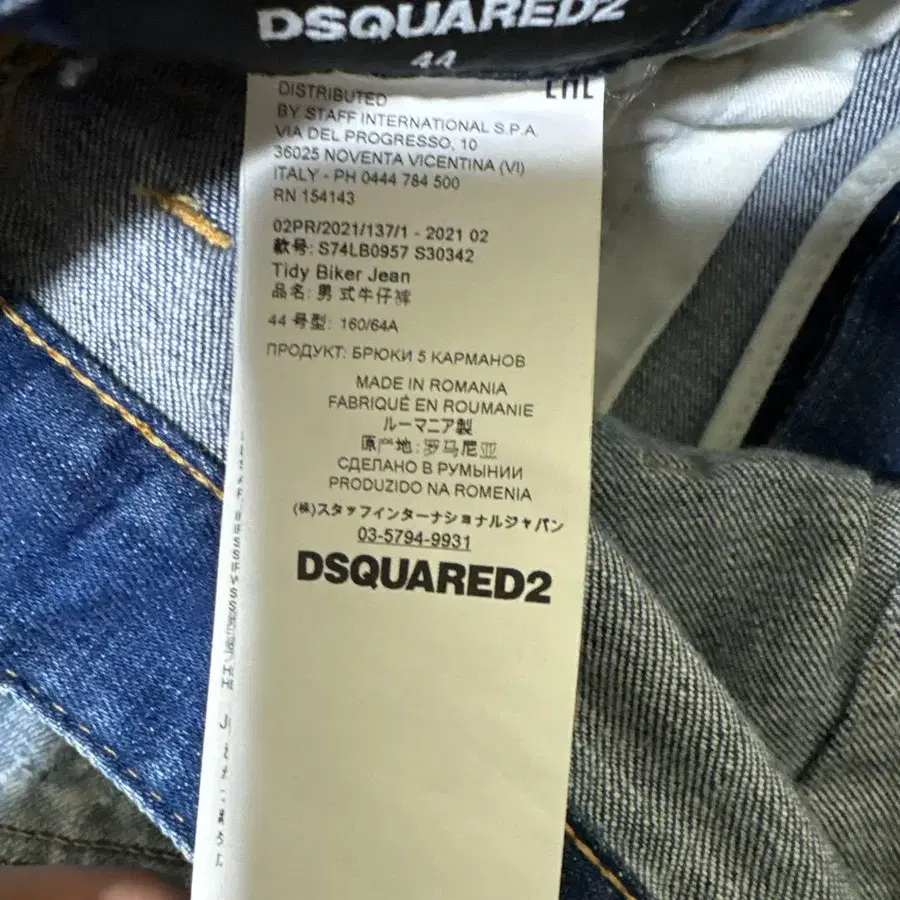 DSQUARED2
44
EAC
DISTRIBUTED
BY STAFF INTERNATIONAL S.P.A.
VIA DEL PROGRESSO, 10
36025 NOVENTA VICENTINA (VI)
ITALY - PH 0444 784 500
RN 154143
02PR/2021/137/1 - 2021 02
款号: S74LB0957 S30342
Tidy Biker Jean
品名: 男式牛仔裤
44 号型: 160/64A
ПРОДУКТ: БРЮКИ 5 КАРМАНОВ
MADE IN ROMANIA
FABRIQUÉ EN ROUMANIE
ルーマニア製
原产地: 罗马尼亚
СДЕЛАНО В РУМЫНИИ
PRODUZIDO NA ROMENIA
(株)スタッフインターナショナルジャパン
03-5794-9931
DSQUARED2